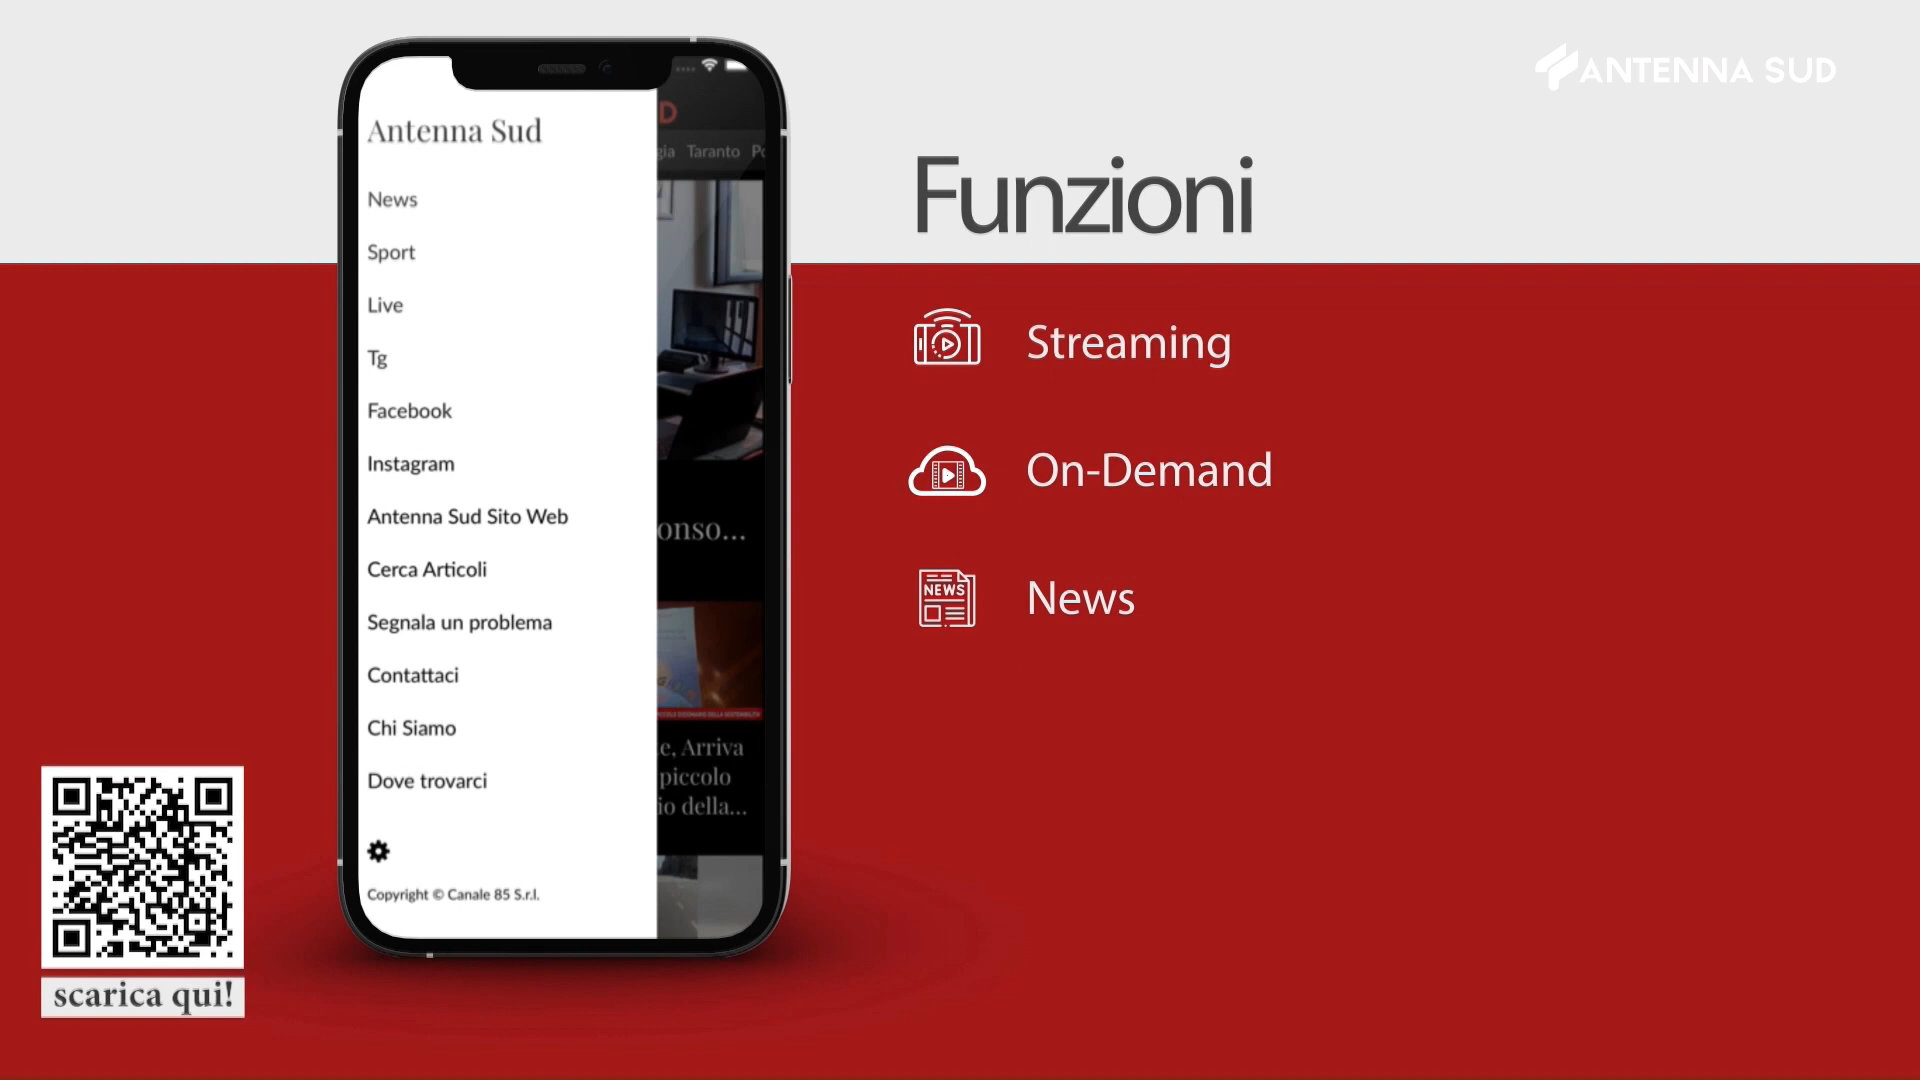 ANTENNA SUD
Funzioni
Streaming
On-Demand
NEWS
News
Antenna Sud
News
Sport
Live
Tg
Facebook
Instagram
Antenna Sud Sito Web
Cerca Articoli
Segnala un problema
Contattaci
Chi Siamo
Dove trovarci
Copyright © Canale 85 S.r.l.
D
gia Taranto Po
onso...
e, Arriva
piccolo
io della...
scarica qui!